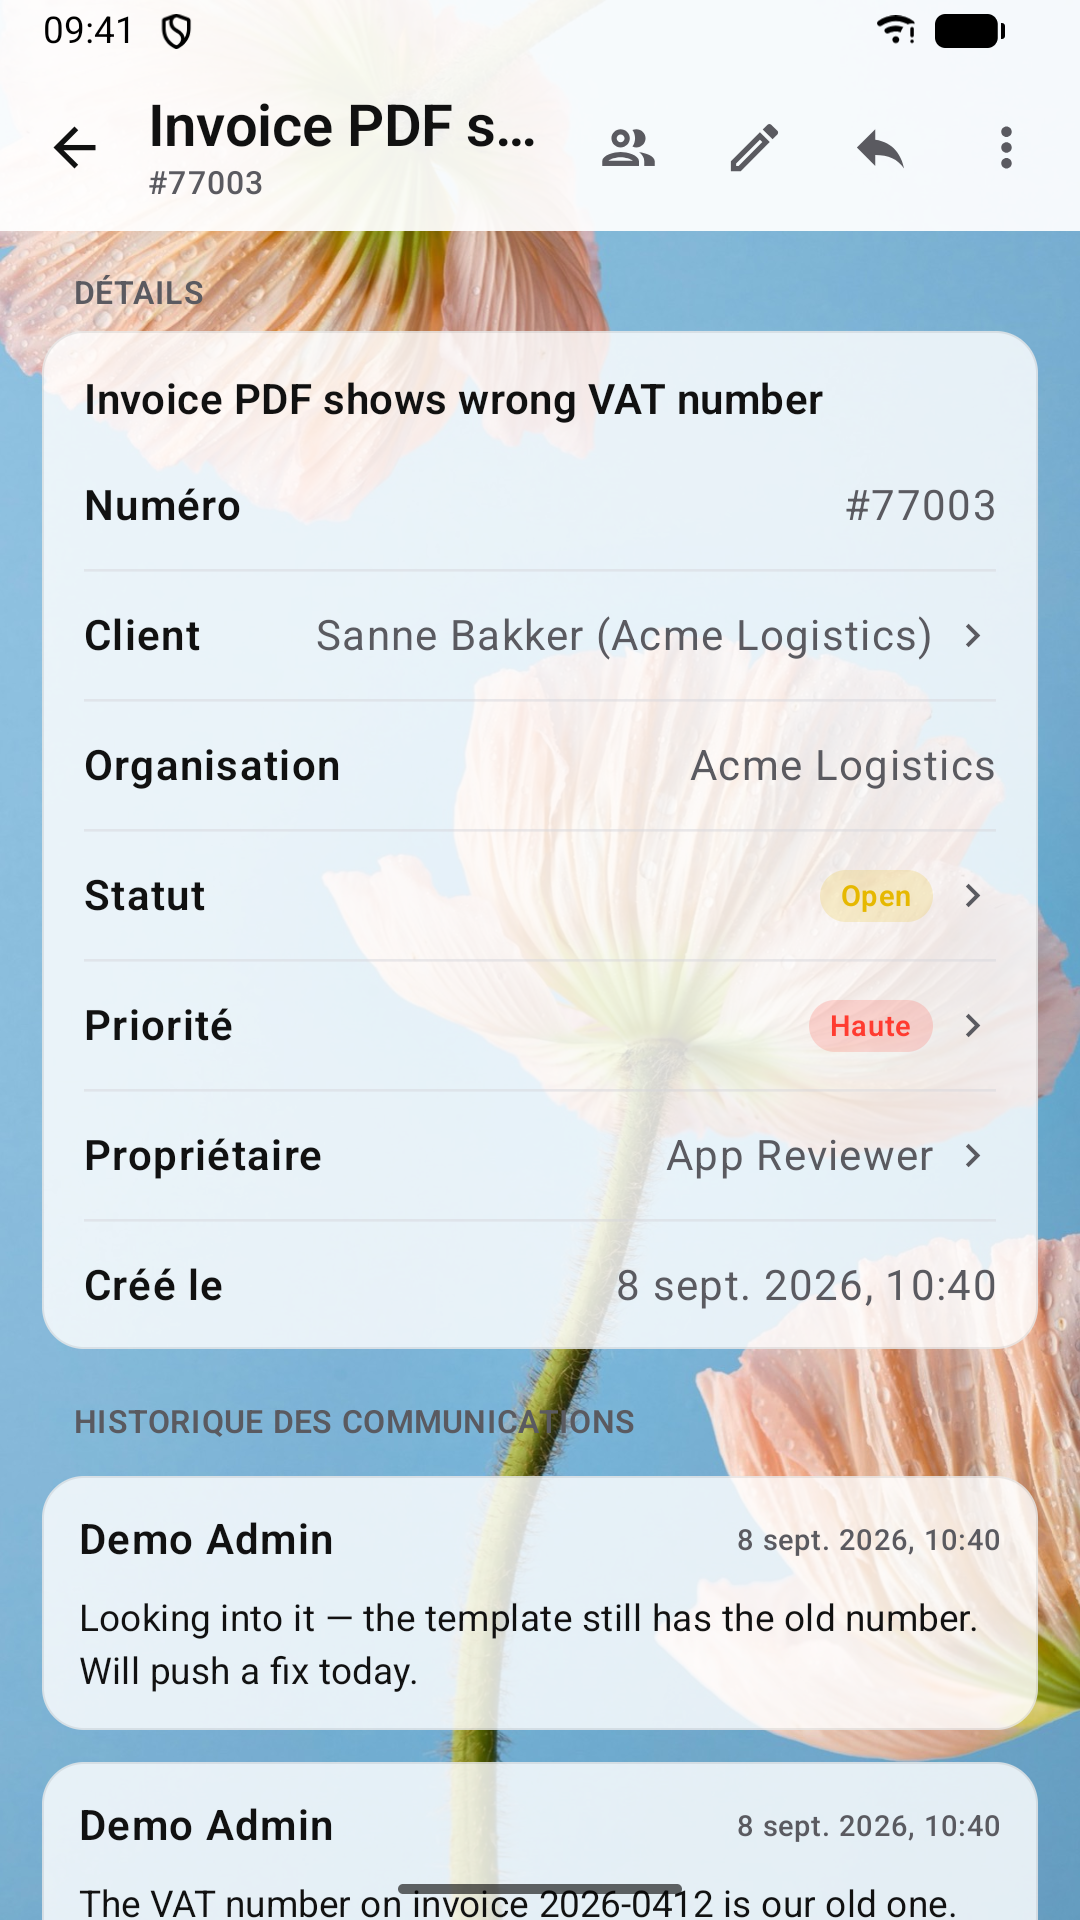 09:41
Invoice PDF s...
#77003
DÉTAILS
Invoice PDF shows wrong VAT number
Numéro #77003
Client Sanne Bakker (Acme Logistics)
Organisation Acme Logistics
Statut Open
Priorité Haute
Propriétaire App Reviewer
Créé le 8 sept. 2026, 10:40
HISTORIQUE DES COMMUNICATIONS
Demo Admin 8 sept. 2026, 10:40
Looking into it — the template still has the old number.
Will push a fix today.
Demo Admin 8 sept. 2026, 10:40
The VAT number on invoice 2026-0412 is our old one.